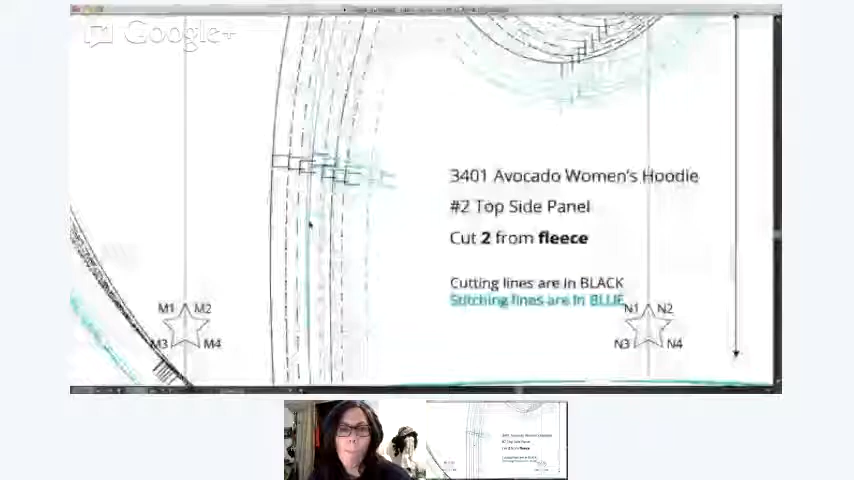 Google+
3401 Avocado Women's Hoodie
#2 Top Side Panel
Cut 2 from fleece
Cutting lines are in BLACK
Stitching lines are in BLUE
M1 M2
N1 N2
M3 M4
N3 N4